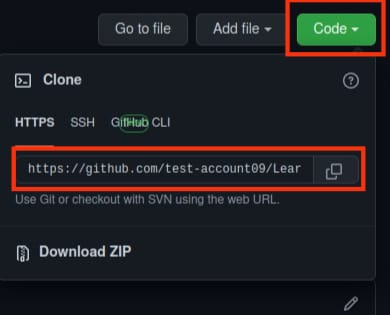 Go to file Add file Code
Clone
HTTPS SSH GitHub CLI
https://github.com/test-account09/Lear
Use Git or checkout with SVN using the web URL.
Download ZIP